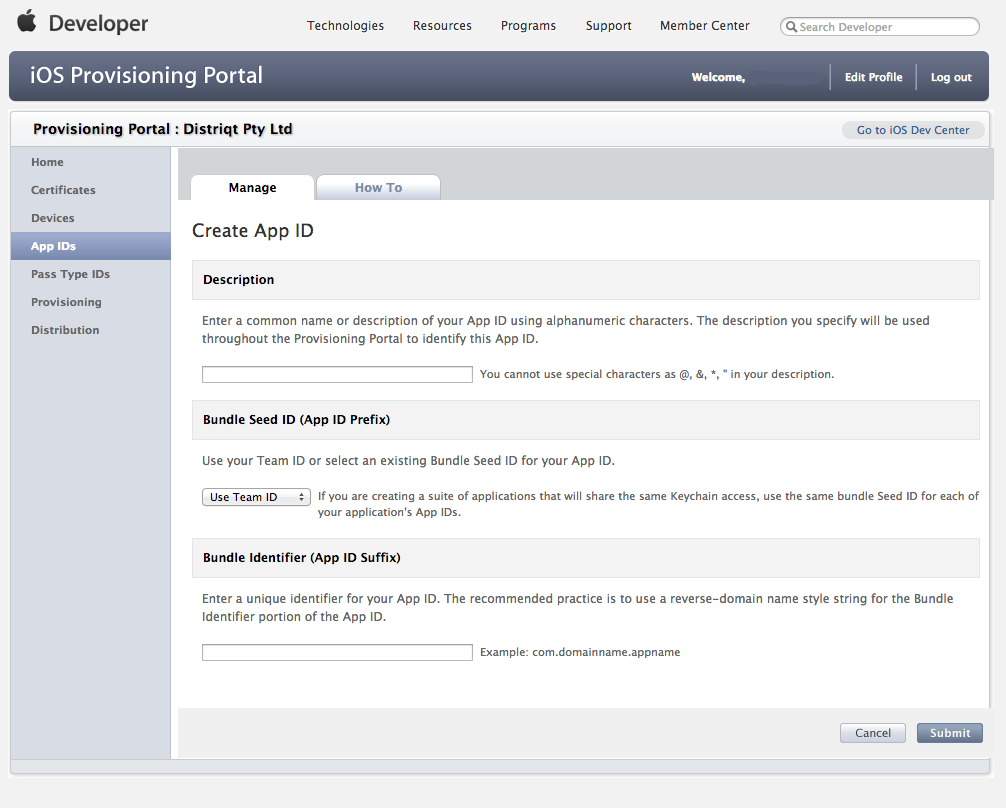 Developer
Technologies Resources Programs Support Member Center Search Developer
iOS Provisioning Portal
Welcome, Edit Profile Log out
Provisioning Portal : Distriqt Pty Ltd
Go to iOS Dev Center
Home
Certificates
Devices
App IDs
Pass Type IDs
Provisioning
Distribution
Manage How To
Create App ID
Description
Enter a common name or description of your App ID using alphanumeric characters. The description you specify will be used
throughout the Provisioning Portal to identify this App ID.
You cannot use special characters as @, &, *, " in your description.
Bundle Seed ID (App ID Prefix)
Use your Team ID or select an existing Bundle Seed ID for your App ID.
Use Team ID
If you are creating a suite of applications that will share the same Keychain access, use the same bundle Seed ID for each of
your application's App IDs.
Bundle Identifier (App ID Suffix)
Enter a unique identifier for your App ID. The recommended practice is to use a reverse-domain name style string for the Bundle
Identifier portion of the App ID.
Example: com.domainname.appname
Cancel Submit